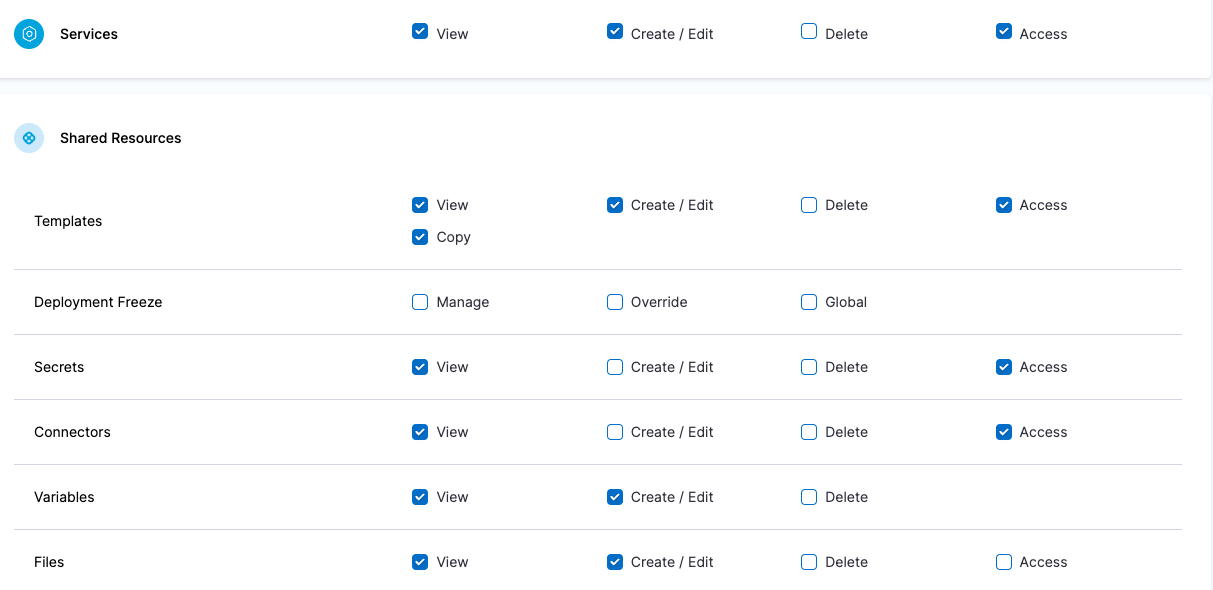 Services View Create / Edit Delete Access
Shared Resources
Templates View Create / Edit Delete Access
Copy
Deployment Freeze Manage Override Global
Secrets View Create / Edit Delete Access
Connectors View Create / Edit Delete Access
Variables View Create / Edit Delete
Files View Create / Edit Delete Access